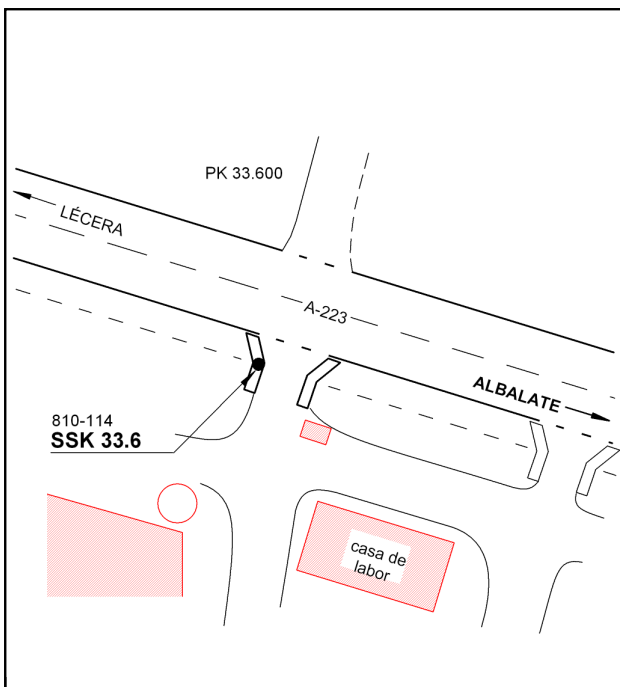 PK 33.600
LÉCERA
A-223
ALBALATE
810-114
SSK 33.6
casa de
labor